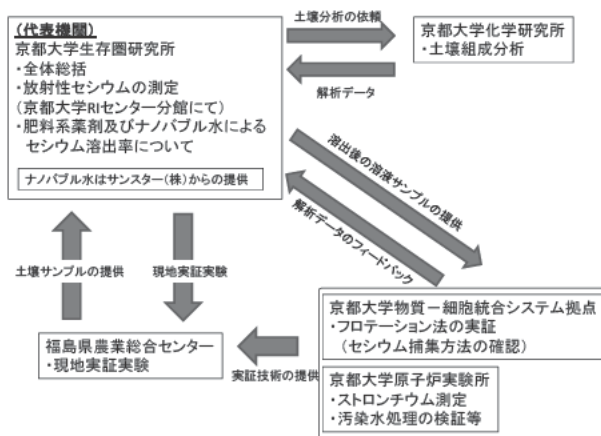 (代表機関)
京都大学生存圏研究所
・全体総括
・放射性セシウムの測定
(京都大学RIセンター分館にて)
・肥料系薬剤及びナノバブル水による
セシウム溶出率について
ナノバブル水はサンスター(株)からの提供
土壌分析の依頼
解析データ
京都大学化学研究所
・土壌組成分析
溶出後の溶液サンプルの提供
解析データのフィードバック
土壌サンプルの提供
現地実証実験
福島県農業総合センター
・現地実証実験
実証技術の提供
京都大学物質-細胞統合システム拠点
・フロテーション法の実証
(セシウム捕集方法の確認)
京都大学原子炉実験所
・ストロンチウム測定
・汚染水処理の検証等